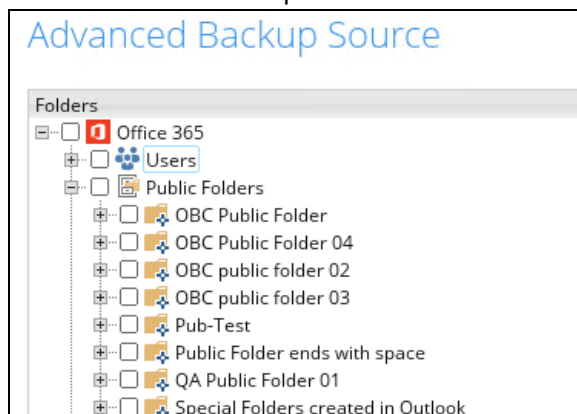 Advanced Backup Source
Folders
Office 365
Users
Public Folders
OBC Public Folder
OBC Public Folder 04
OBC public folder 02
OBC public folder 03
Pub-Test
Public Folder ends with space
QA Public Folder 01
Special Folders created in Outlook